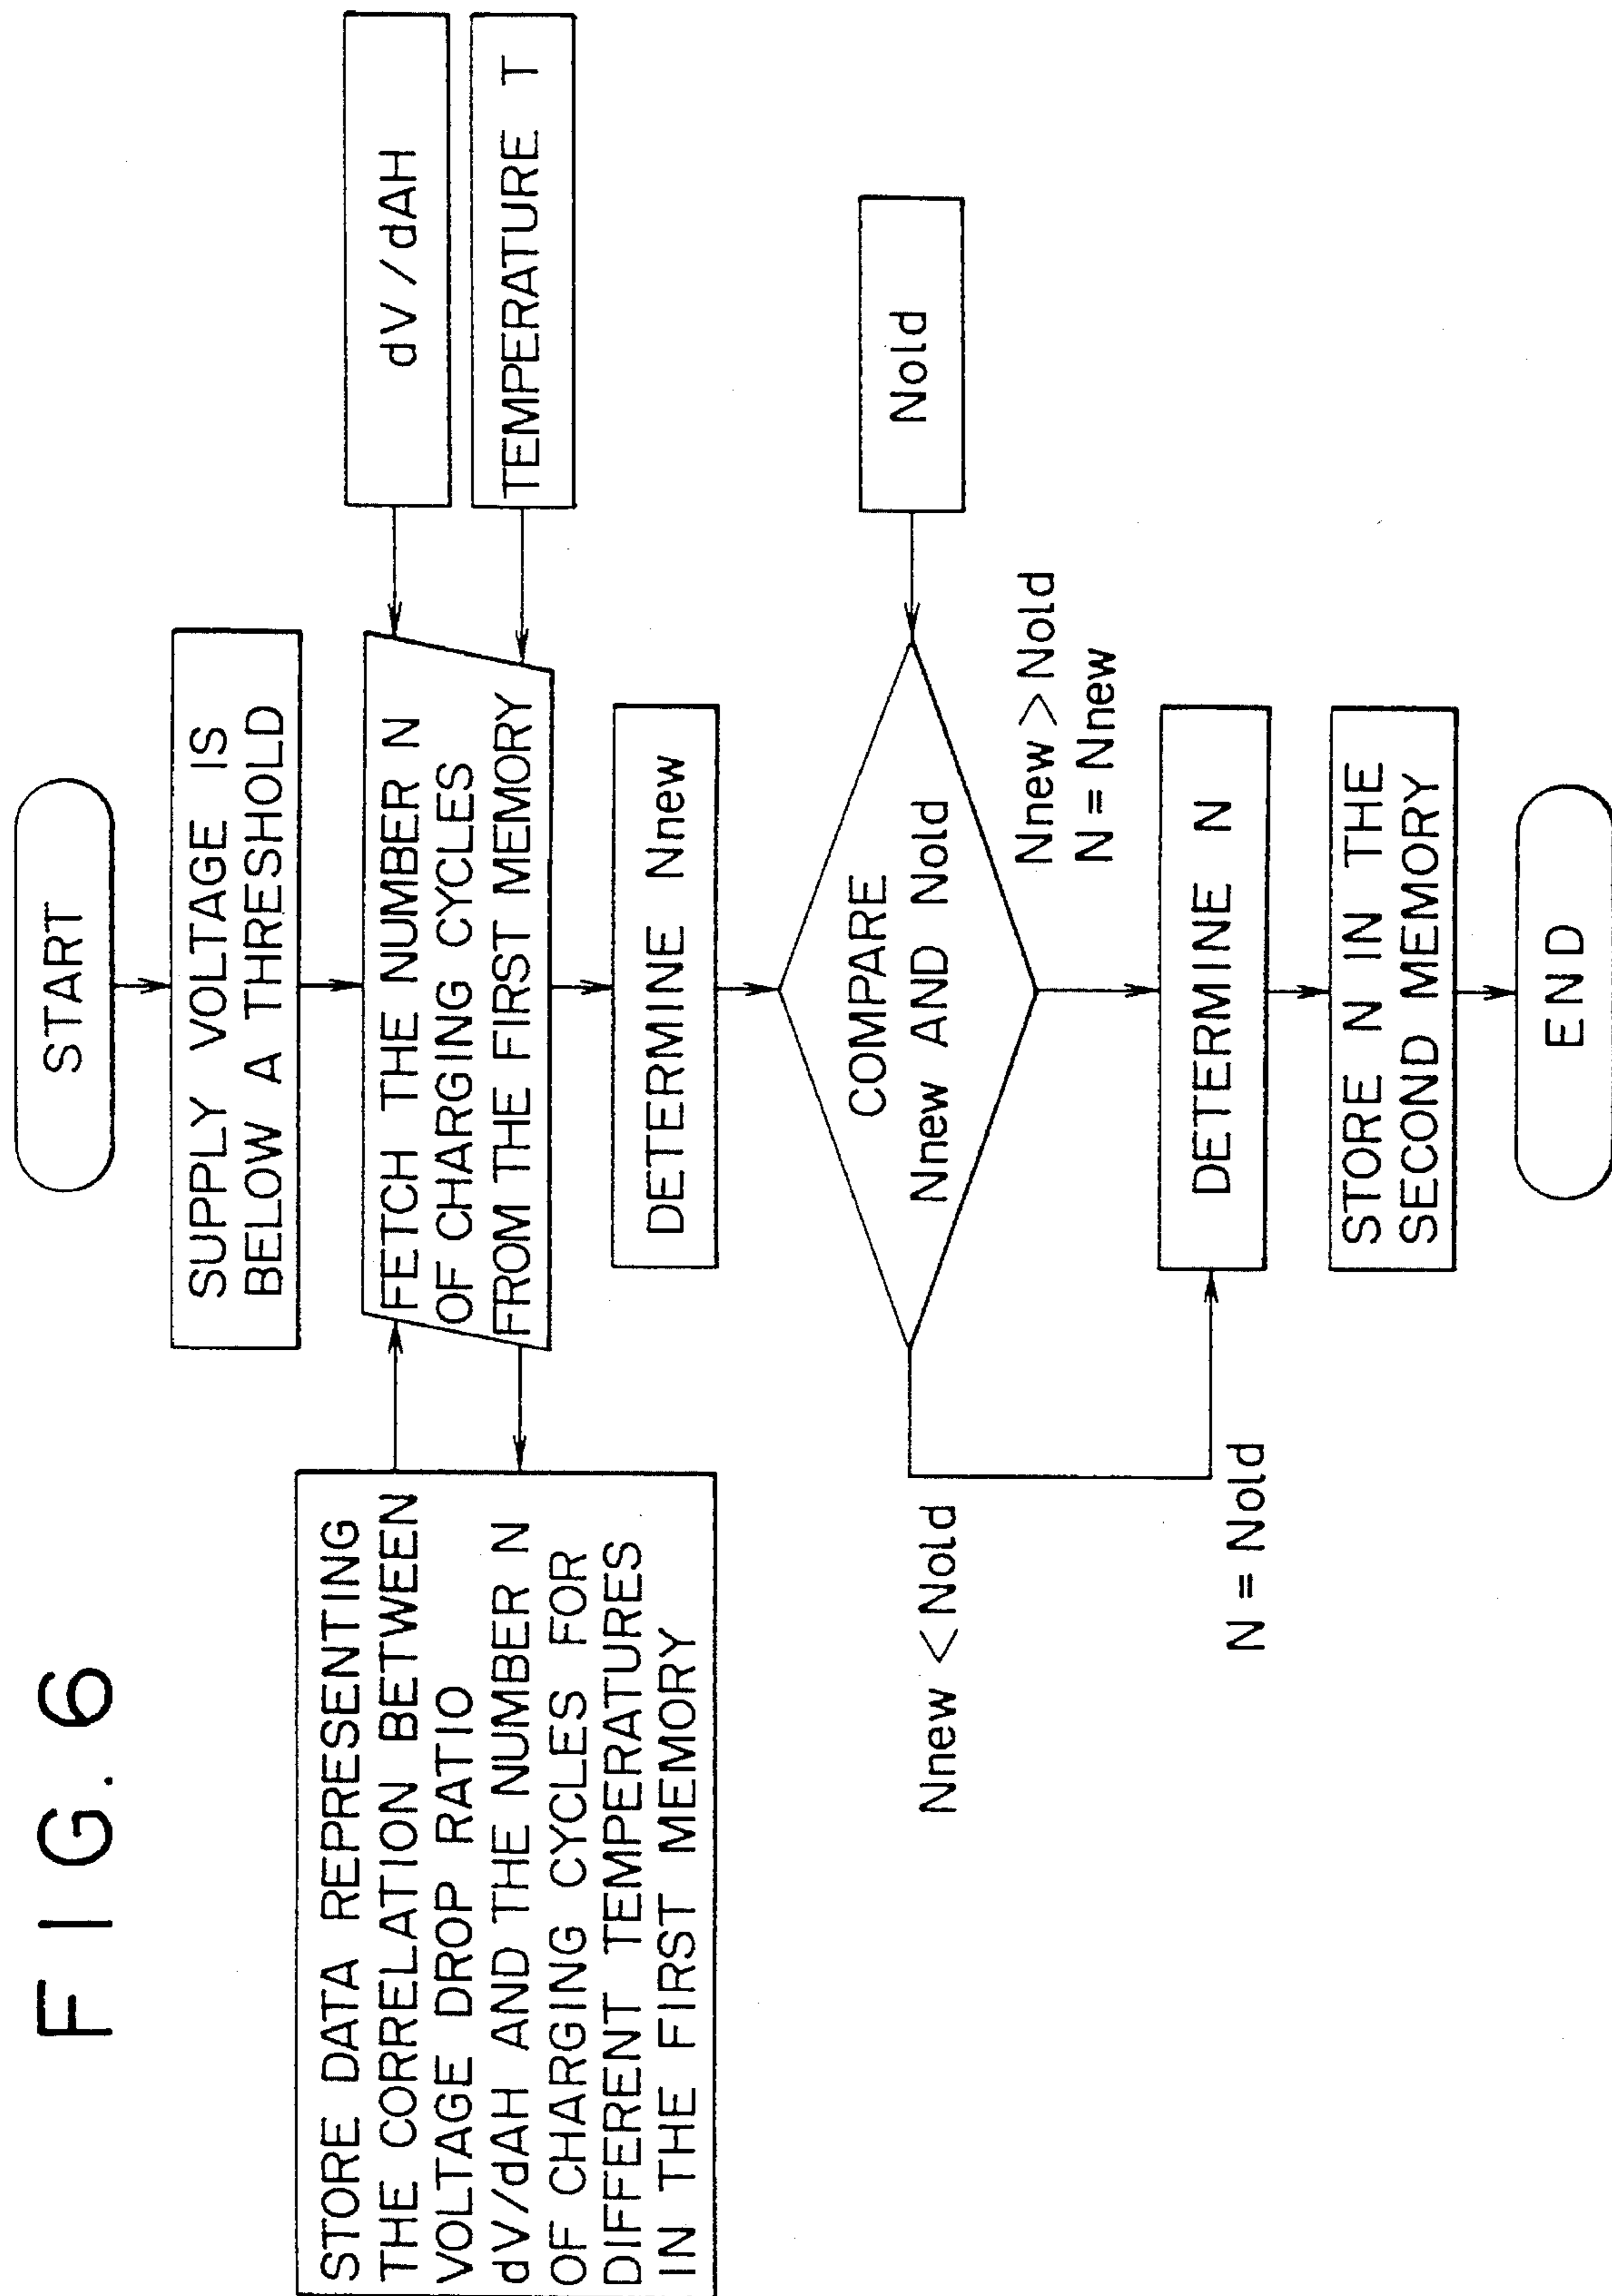 FIG. 6
START
SUPPLY VOLTAGE IS
BELOW A THRESHOLD
STORE DATA REPRESENTING
THE CORRELATION BETWEEN
VOLTAGE DROP RATIO
dV/dAH AND THE NUMBER N
OF CHARGING CYCLES FOR
DIFFERENT TEMPERATURES
IN THE FIRST MEMORY
FETCH THE NUMBER N
OF CHARGING CYCLES
FROM THE FIRST MEMORY
dV/dAH
TEMPERATURE T
DETERMINE Nnew
COMPARE
Nnew AND Nold
Nold
Nnew < Nold
N = Nold
Nnew > Nold
N = Nnew
DETERMINE N
STORE N IN THE
SECOND MEMORY
END